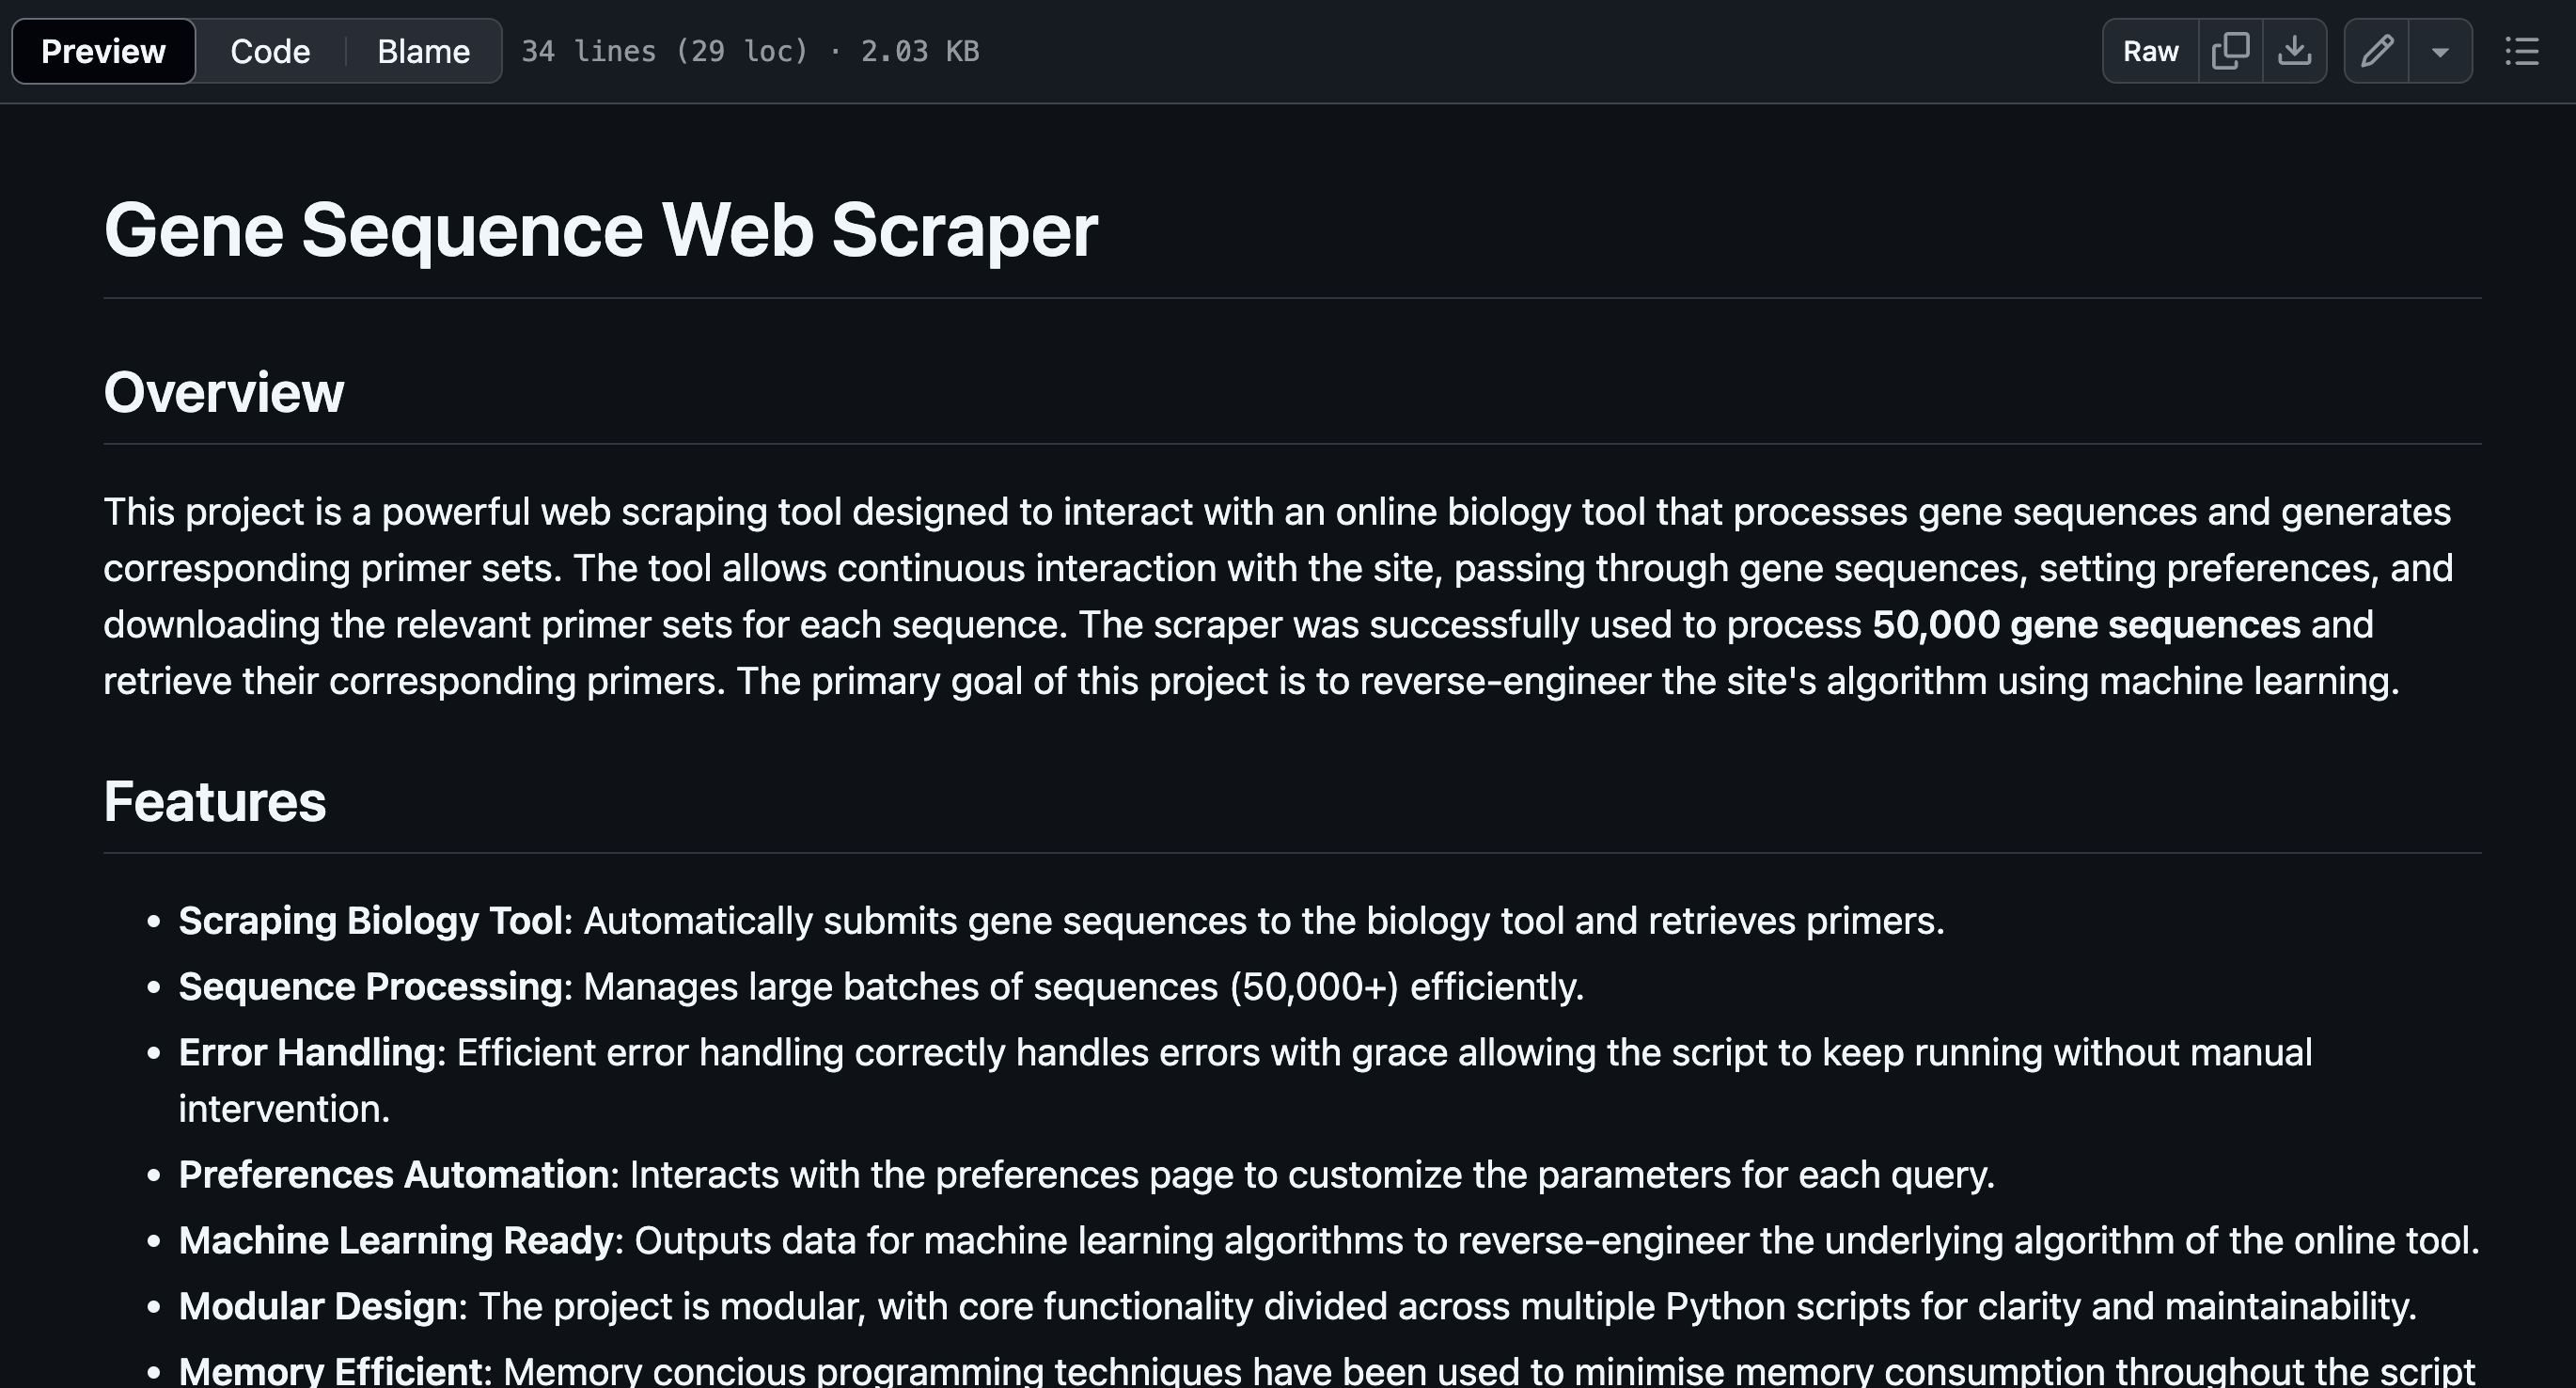 Preview Code Blame 34 lines (29 loc) · 2.03 KB Raw
Gene Sequence Web Scraper
Overview
This project is a powerful web scraping tool designed to interact with an online biology tool that processes gene sequences and generates
corresponding primer sets. The tool allows continuous interaction with the site, passing through gene sequences, setting preferences, and
downloading the relevant primer sets for each sequence. The scraper was successfully used to process 50,000 gene sequences and
retrieve their corresponding primers. The primary goal of this project is to reverse-engineer the site's algorithm using machine learning.
Features
• Scraping Biology Tool: Automatically submits gene sequences to the biology tool and retrieves primers.
• Sequence Processing: Manages large batches of sequences (50,000+) efficiently.
• Error Handling: Efficient error handling correctly handles errors with grace allowing the script to keep running without manual
intervention.
• Preferences Automation: Interacts with the preferences page to customize the parameters for each query.
• Machine Learning Ready: Outputs data for machine learning algorithms to reverse-engineer the underlying algorithm of the online tool.
• Modular Design: The project is modular, with core functionality divided across multiple Python scripts for clarity and maintainability.
• Memory Efficient: Memory concious programming techniques have been used to minimise memory consumption throughout the script